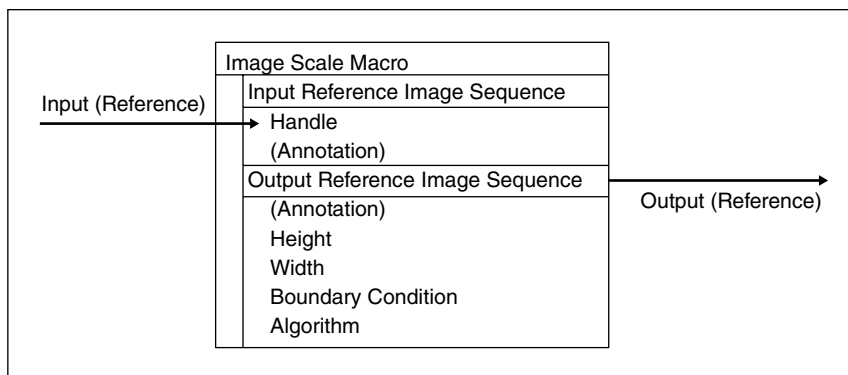 Image Scale Macro
Input Reference Image Sequence
Input (Reference)
Handle
(Annotation)
Output Reference Image Sequence
Output (Reference)
(Annotation)
Height
Width
Boundary Condition
Algorithm